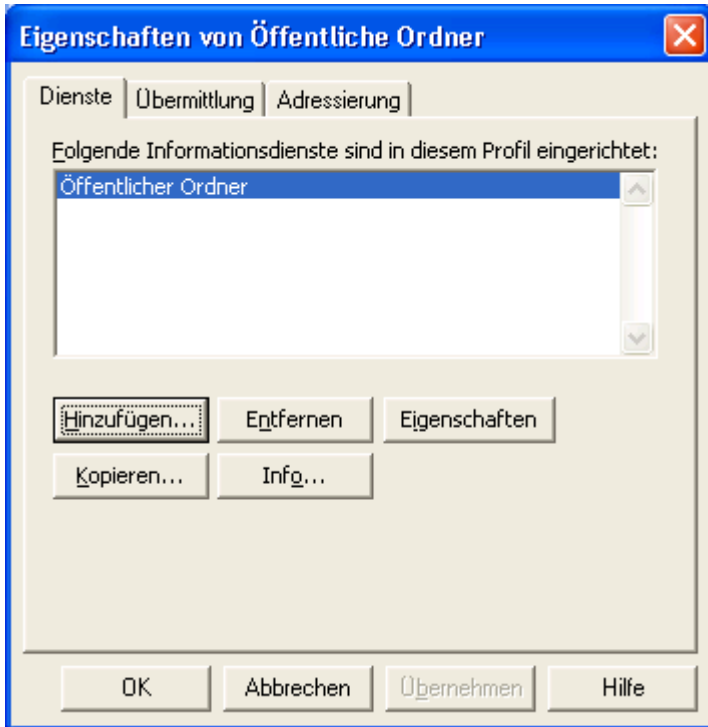 Eigenschaften von Öffentliche Ordner
Dienste Übermittlung Adressierung
Folgende Informationsdienste sind in diesem Profil eingerichtet:
Öffentlicher Ordner
Hinzufügen... Entfernen Eigenschaften
Kopieren... Info...
OK Abbrechen Übernehmen Hilfe